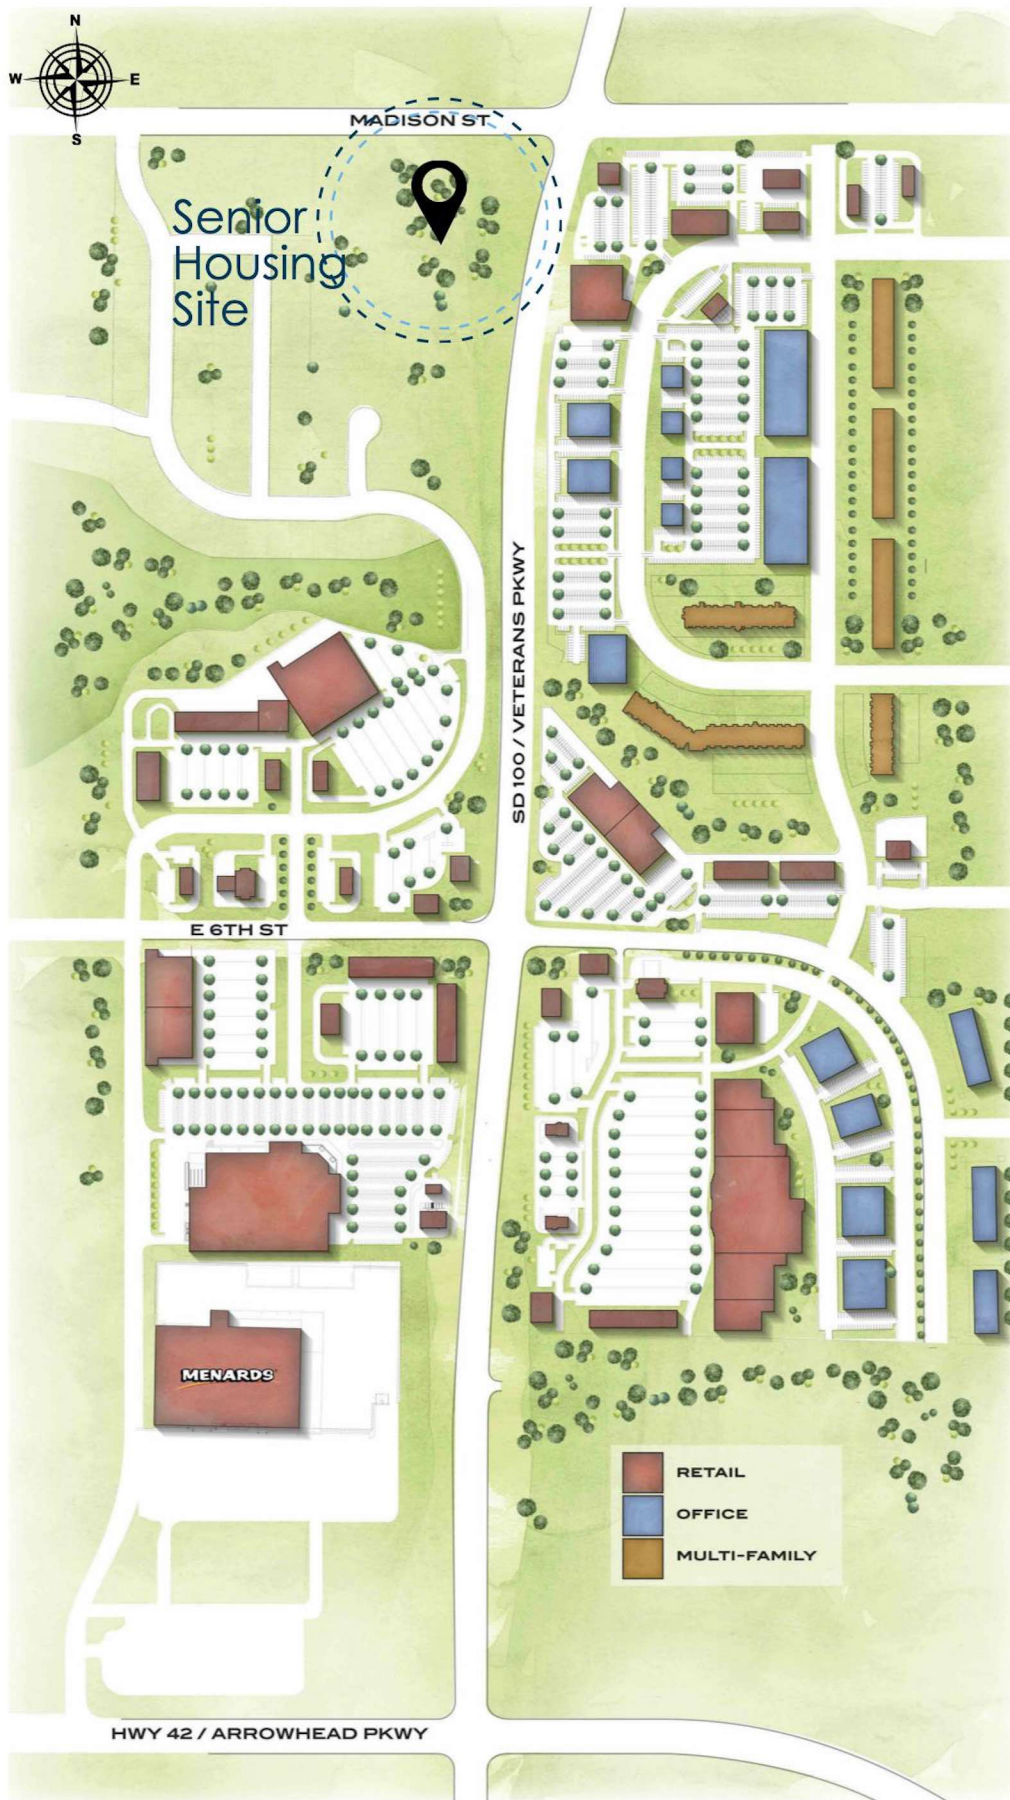 N
W
E
S
MADISON ST
Senior
Housing
Site
SD 100 / VETERANS PKWY
E 6TH ST
MENARDS
RETAIL
OFFICE
MULTI-FAMILY
HWY 42 / ARROWHEAD PKWY